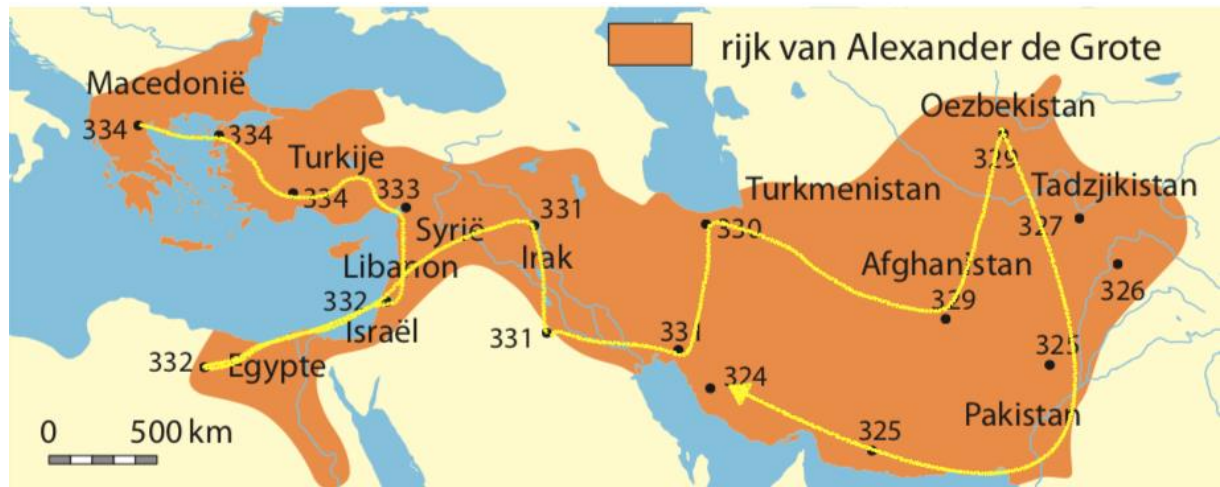 rijk van Alexander de Grote
Macedonië
334
334
Turkije
334
333
Syrië
331
Irak
Libanon
332
Israël
332
Egypte
331
331
330
Turkmenistan
Oezbekistan
329
Tadzjikistan
327
Afghanistan
329
326
325
324
Pakistan
325
0 500 km